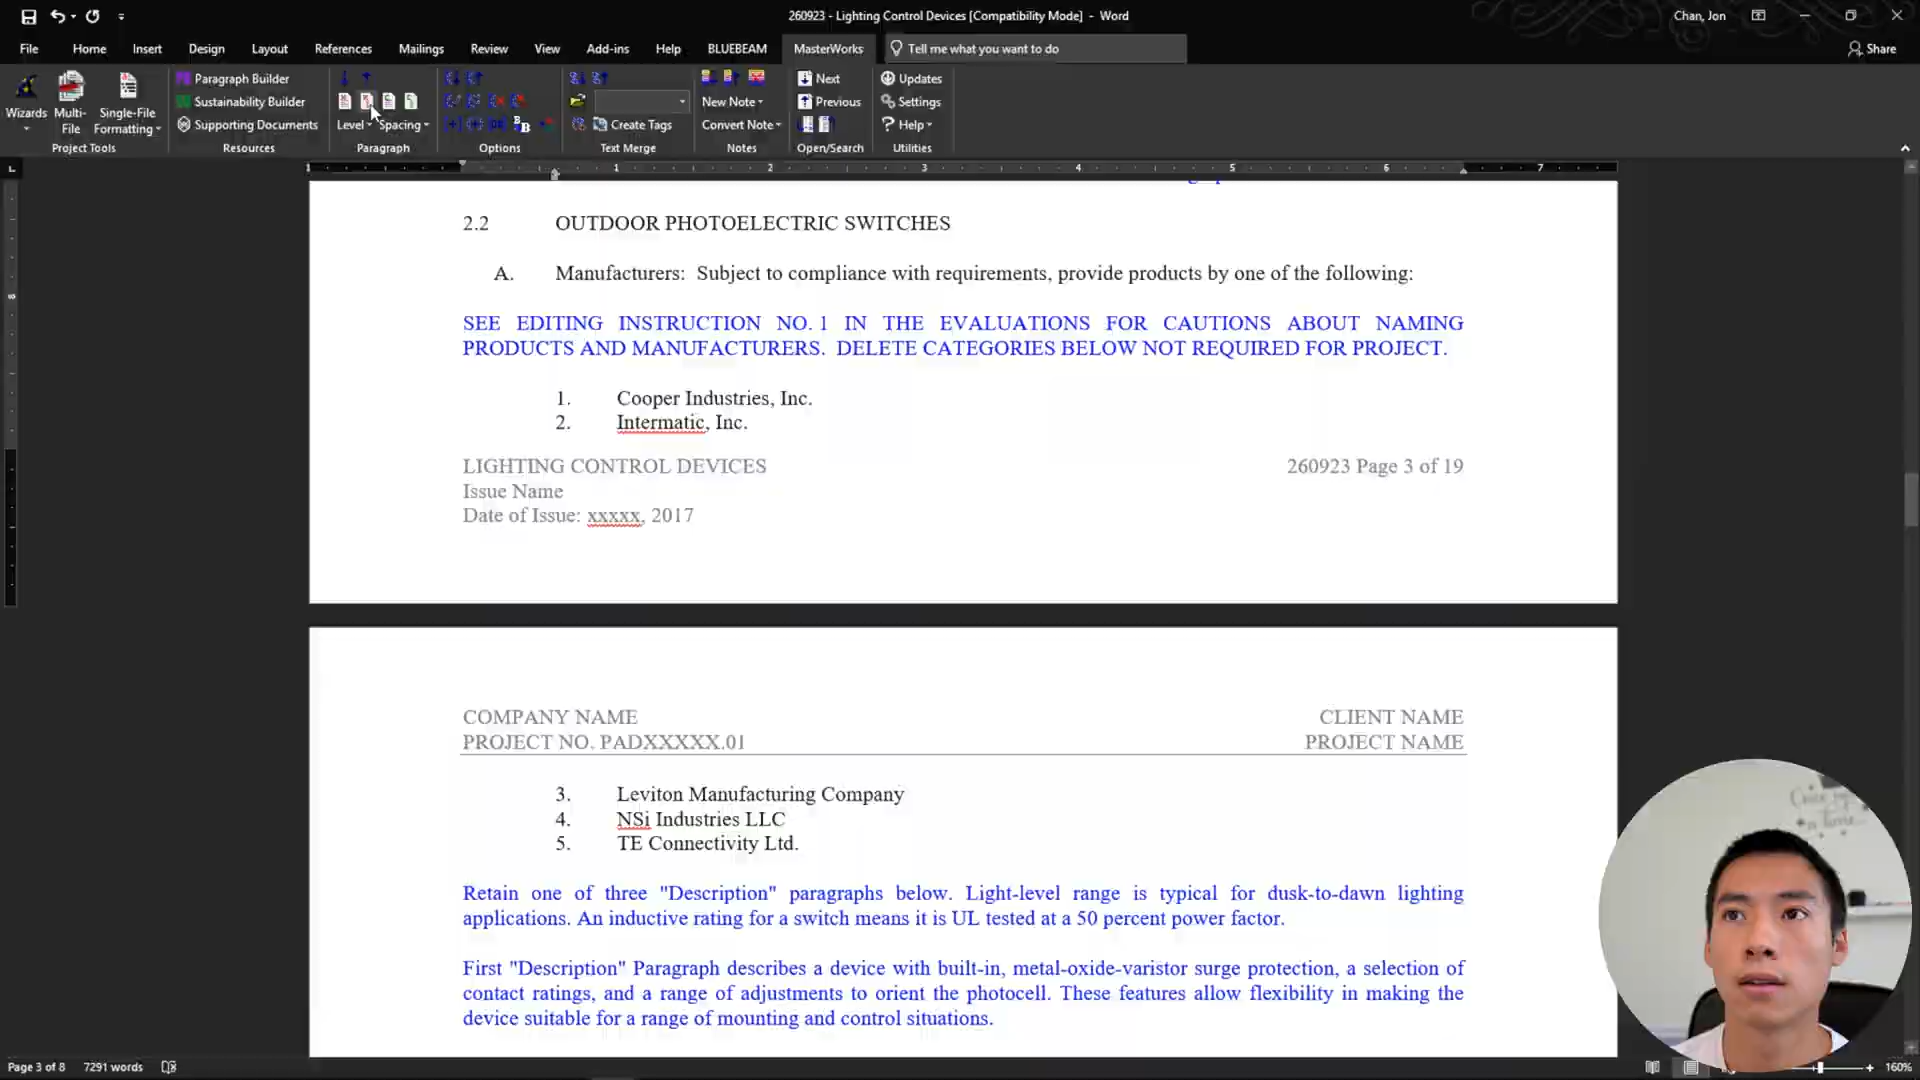 260923 - Lighting Control Devices [Compatibility Mode] - Word
Chan, Jon
File Home Insert Design Layout References Mailings Review View Add-ins Help BLUEBEAM MasterWorks Tell me what you want to do Share
Wizards
Multi-File
Single-File Formatting
Project Tools
Paragraph Builder
Sustainability Builder
Supporting Documents
Resources
Level Spacing
Paragraph
Options
Create Tags
Text Merge
New Note
Convert Note
Notes
Next
Previous
Open/Search
Updates
Settings
Help
Utilities
1 1 2 3 4 5 6 7
2.2 OUTDOOR PHOTOELECTRIC SWITCHES
A. Manufacturers: Subject to compliance with requirements, provide products by one of the following:
SEE EDITING INSTRUCTION NO. 1 IN THE EVALUATIONS FOR CAUTIONS ABOUT NAMING
PRODUCTS AND MANUFACTURERS. DELETE CATEGORIES BELOW NOT REQUIRED FOR PROJECT.
1. Cooper Industries, Inc.
2. Intermatic, Inc.
LIGHTING CONTROL DEVICES 260923 Page 3 of 19
Issue Name
Date of Issue: xxxxx, 2017
COMPANY NAME CLIENT NAME
PROJECT NO. PADXXXXX.01 PROJECT NAME
3. Leviton Manufacturing Company
4. NSi Industries LLC
5. TE Connectivity Ltd.
Retain one of three "Description" paragraphs below. Light-level range is typical for dusk-to-dawn lighting
applications. An inductive rating for a switch means it is UL tested at a 50 percent power factor.
First "Description" Paragraph describes a device with built-in, metal-oxide-varistor surge protection, a selection of
contact ratings, and a range of adjustments to orient the photocell. These features allow flexibility in making the
device suitable for a range of mounting and control situations.
Page 3 of 8 7291 words 160%